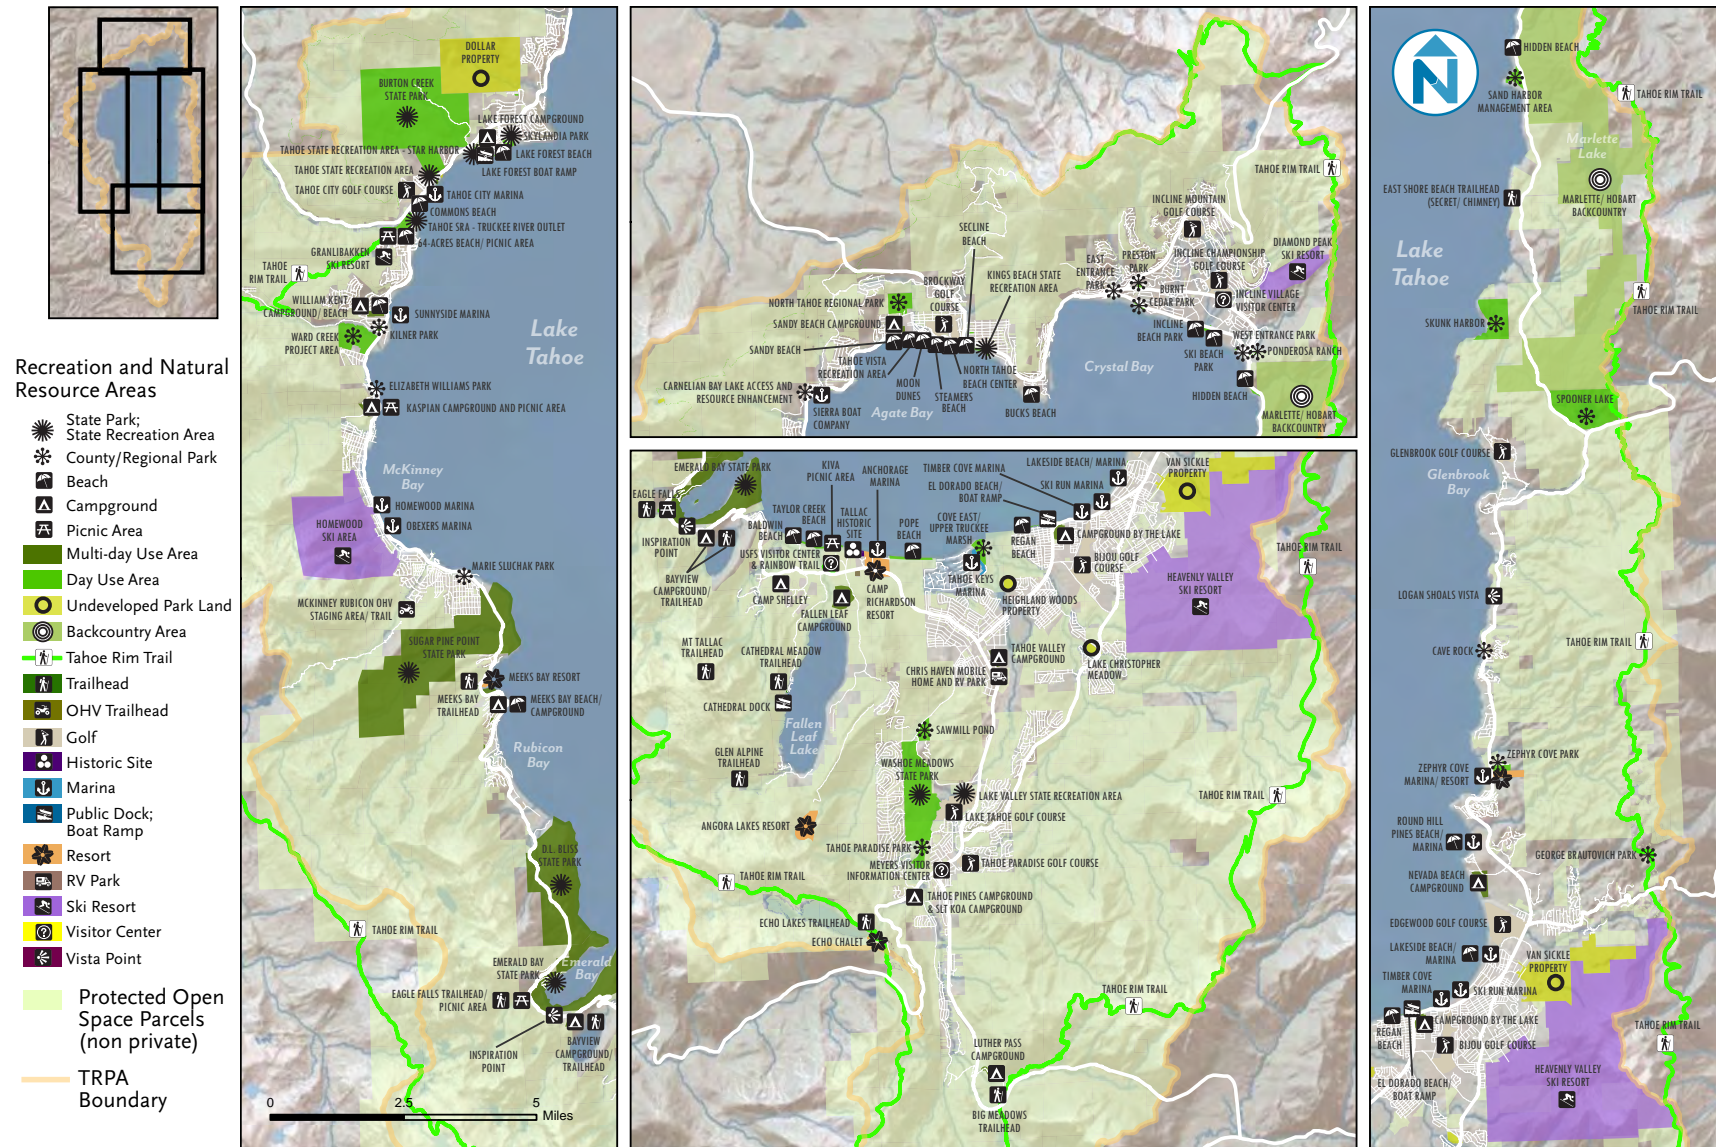 Recreation and Natural
Resource Areas
State Park;
State Recreation Area
County/Regional Park
Beach
Campground
Picnic Area
Multi-day Use Area
Day Use Area
Undeveloped Park Land
Backcountry Area
Tahoe Rim Trail
Trailhead
OHV Trailhead
Golf
Historic Site
Marina
Public Dock;
Boat Ramp
Resort
RV Park
Ski Resort
Visitor Center
Vista Point
Protected Open
Space Parcels
(non private)
TRPA
Boundary
DOLLAR
PROPERTY
BURTON CREEK
STATE PARK
LAKE FOREST CAMPGROUND
SKYLANDIA PARK
TAHOE STATE RECREATION AREA - STAR HARBOR
LAKE FOREST BEACH
LAKE FOREST BOAT RAMP
TAHOE STATE RECREATION AREA
TAHOE CITY GOLF COURSE
TAHOE CITY MARINA
COMMONS BEACH
TAHOE SRA - TRUCKEE RIVER OUTLET
64-ACRES BEACH/ PICNIC AREA
GRANLIBAKKEN
SKI RESORT
TAHOE
RIM TRAIL
WILLIAM KENT
CAMPGROUND/ BEACH
SUNNYSIDE MARINA
KILNER PARK
WARD CREEK
PROJECT AREA
Lake
Tahoe
ELIZABETH WILLIAMS PARK
KASPIAN CAMPGROUND AND PICNIC AREA
McKinney
Bay
HOMEWOOD MARINA
OBEXERS MARINA
HOMEWOOD
SKI AREA
MARIE SLUCHAK PARK
MCKINNEY RUBICON OHV
STAGING AREA/ TRAIL
SUGAR PINE POINT
STATE PARK
MEEKS BAY RESORT
MEEKS BAY
TRAILHEAD
MEEKS BAY BEACH/
CAMPGROUND
Rubicon
Bay
D.L. BLISS
STATE PARK
TAHOE RIM TRAIL
EMERALD BAY
STATE PARK
Emerald
Bay
EAGLE FALLS TRAILHEAD/
PICNIC AREA
INSPIRATION
POINT
BAYVIEW
CAMPGROUND/
TRAILHEAD
0 2.5 5
Miles
TAHOE RIM TRAIL
INCLINE MOUNTAIN
GOLF COURSE
SECLINE
BEACH
DIAMOND PEAK
SKI RESORT
PRESTON
PARK
INCLINE CHAMPIONSHIP
GOLF COURSE
EAST
ENTRANCE
PARK
BURNT
CEDAR PARK
INCLINE VILLAGE
VISITOR CENTER
KINGS BEACH STATE
RECREATION AREA
BROCKWAY
GOLF
COURSE
NORTH TAHOE REGIONAL PARK
SANDY BEACH CAMPGROUND
SANDY BEACH
TAHOE VISTA
RECREATION AREA
MOON
DUNES
STEAMERS
BEACH
NORTH TAHOE
BEACH CENTER
CARNELIAN BAY LAKE ACCESS AND
RESOURCE ENHANCEMENT
SIERRA BOAT
COMPANY
Agate Bay
BUCKS BEACH
Crystal Bay
INCLINE
BEACH PARK
SKI BEACH
PARK
WEST ENTRANCE PARK
PONDEROSA RANCH
HIDDEN BEACH
MARLETTE/ HOBART
BACKCOUNTRY
EMERALD BAY STATE PARK
EAGLE FALLS
INSPIRATION
POINT
BAYVIEW
CAMPGROUND/
TRAILHEAD
KIVA
PICNIC AREA
ANCHORAGE
MARINA
TAYLOR CREEK
BEACH
BALDWIN
BEACH
TALLAC
HISTORIC
SITE
POPE
BEACH
USFS VISITOR CENTER
& RAINBOW TRAIL
CAMP SHELLEY
FALLEN LEAF
CAMPGROUND
CAMP
RICHARDSON
RESORT
TIMBER COVE MARINA
LAKESIDE BEACH/ MARINA
SKI RUN MARINA
EL DORADO BEACH/
BOAT RAMP
COVE EAST/
UPPER TRUCKEE
MARSH
REGAN
BEACH
CAMPGROUND BY THE LAKE
BIJOU GOLF
COURSE
VAN SICKLE
PROPERTY
TAHOE RIM TRAIL
HEAVENLY VALLEY
SKI RESORT
TAHOE KEYS
MARINA
HEIGHLAND WOODS
PROPERTY
MT TALLAC
TRAILHEAD
CATHEDRAL MEADOW
TRAILHEAD
CATHEDRAL DOCK
Fallen
Leaf
Lake
GLEN ALPINE
TRAILHEAD
TAHOE VALLEY
CAMPGROUND
CHRIS HAVEN MOBILE
HOME AND RV PARK
LAKE CHRISTOPHER
MEADOW
SAWMILL POND
WASHOE MEADOWS
STATE PARK
LAKE VALLEY STATE RECREATION AREA
LAKE TAHOE GOLF COURSE
TAHOE RIM TRAIL
ANGORA LAKES RESORT
TAHOE PARADISE PARK
MEYERS VISITOR
INFORMATION CENTER
TAHOE PARADISE GOLF COURSE
TAHOE RIM TRAIL
TAHOE PINES CAMPGROUND
& SLT KOA CAMPGROUND
ECHO LAKES TRAILHEAD
ECHO CHALET
TAHOE RIM TRAIL
LUTHER PASS
CAMPGROUND
BIG MEADOWS
TRAILHEAD
N
HIDDEN BEACH
SAND HARBOR
MANAGEMENT AREA
TAHOE RIM TRAIL
Marlette
Lake
MARLETTE/ HOBART
BACKCOUNTRY
EAST SHORE BEACH TRAILHEAD
(SECRET/ CHIMNEY)
Lake
Tahoe
TAHOE RIM TRAIL
SKUNK HARBOR
SPOONER LAKE
GLENBROOK GOLF COURSE
Glenbrook
Bay
LOGAN SHOALS VISTA
TAHOE RIM TRAIL
CAVE ROCK
ZEPHYR COVE PARK
ZEPHYR COVE
MARINA/ RESORT
ROUND HILL
PINES BEACH/
MARINA
GEORGE BRAUTOVICH PARK
NEVADA BEACH
CAMPGROUND
EDGEWOOD GOLF COURSE
LAKESIDE BEACH/
MARINA
VAN SICKLE
PROPERTY
TIMBER COVE
MARINA
SKI RUN MARINA
CAMPGROUND BY THE LAKE
REGAN
BEACH
BIJOU GOLF COURSE
TAHOE RIM TRAIL
EL DORADO BEACH/
BOAT RAMP
HEAVENLY VALLEY
SKI RESORT